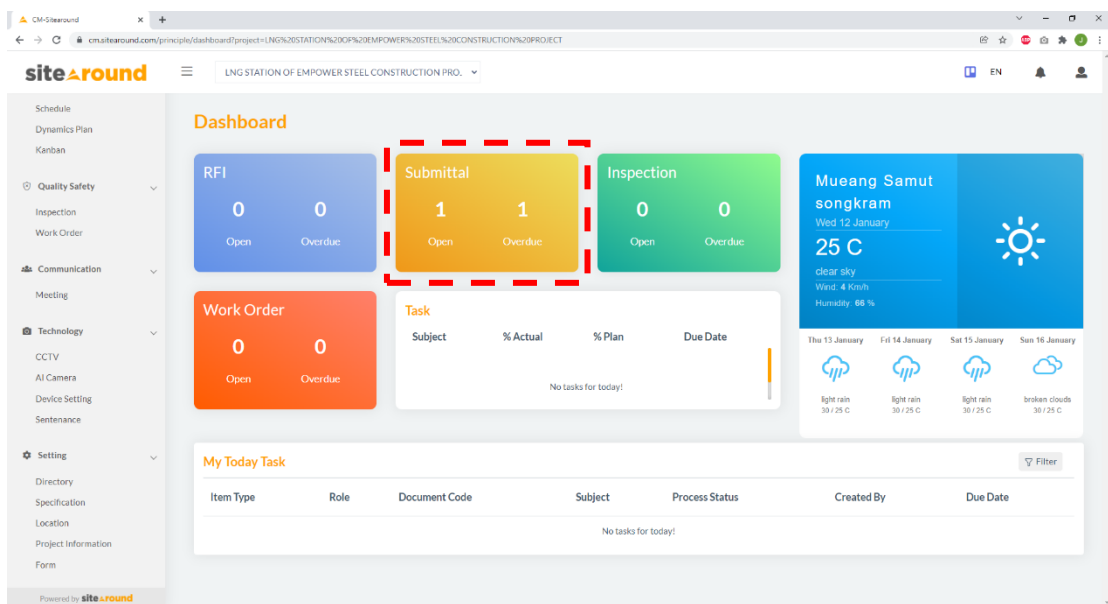 CM-Sitearound
cm.sitearound.com/principle/dashboard?project=LNG%20STATION%20OF%20EMPOWER%20STEEL%20CONSTRUCTION%20PROJECT
sitearound
LNG STATION OF EMPOWER STEEL CONSTRUCTION PRO.
EN
Schedule
Dynamics Plan
Kanban
Quality Safety
Inspection
Work Order
Communication
Meeting
Technology
CCTV
AI Camera
Device Setting
Sentenance
Setting
Directory
Specification
Location
Project Information
Form
Powered by sitearound
Dashboard
RFI
0 0
Open Overdue
Submittal
1 1
Open Overdue
Inspection
0 0
Open Overdue
Work Order
0 0
Open Overdue
Task
Subject % Actual % Plan Due Date
No tasks for today!
Mueang Samut
songkram
Wed 12 January
25 C
clear sky
Wind: 4 Km/h
Humidity: 66 %
Thu 13 January Fri 14 January Sat 15 January Sun 16 January
light rain light rain light rain broken clouds
30 / 25 C 30 / 25 C 30 / 25 C 30 / 25 C
My Today Task
Filter
Item Type Role Document Code Subject Process Status Created By Due Date
No tasks for today!